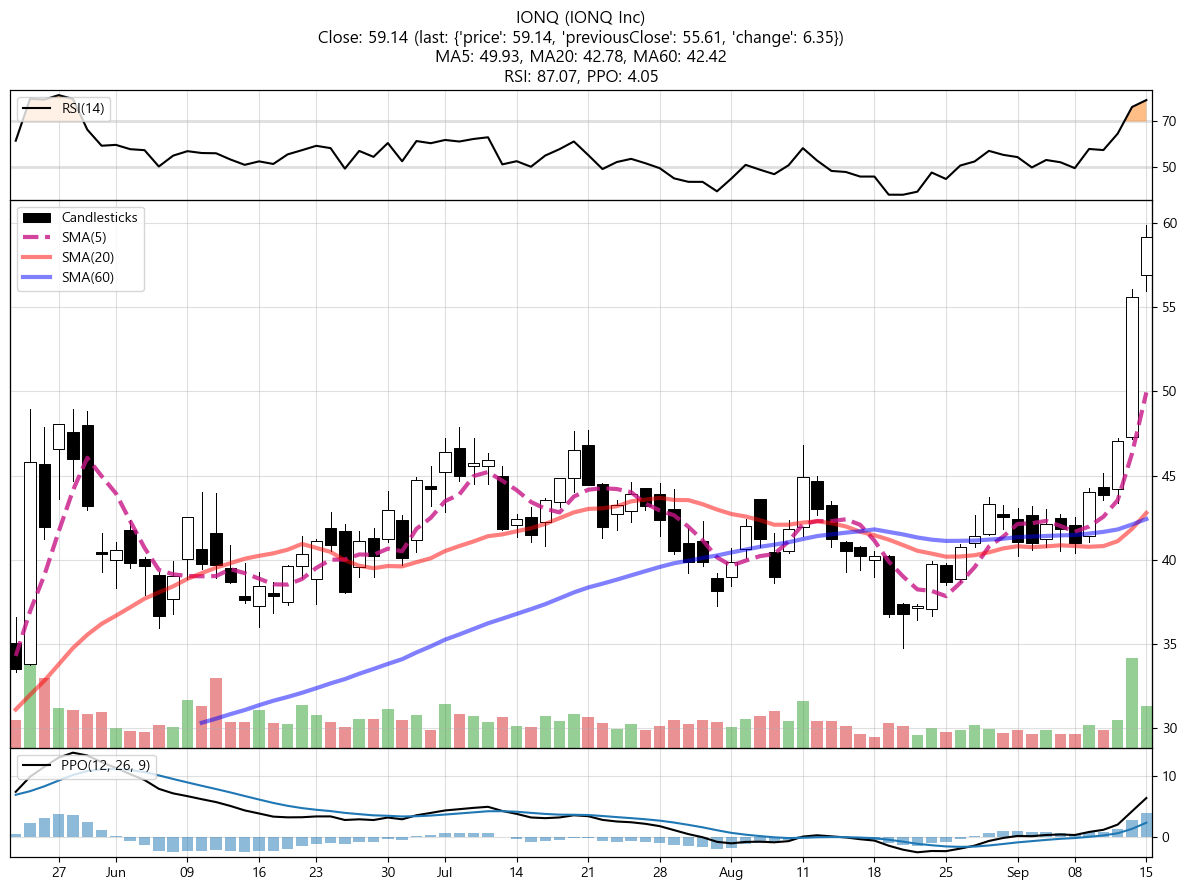 IONQ (IONQ Inc)
Close: 59.14 (last: {'price': 59.14, 'previousClose': 55.61, 'change': 6.35})
MA5: 49.93, MA20: 42.78, MA60: 42.42
RSI: 87.07, PPO: 4.05
RSI(14)
70
50
Candlesticks
SMA(5)
SMA(20)
SMA(60)
60
55
50
45
40
35
30
PPO(12, 26, 9)
10
0
27 Jun 09 16 23 30 Jul 14 21 28 Aug 11 18 25 Sep 08 15